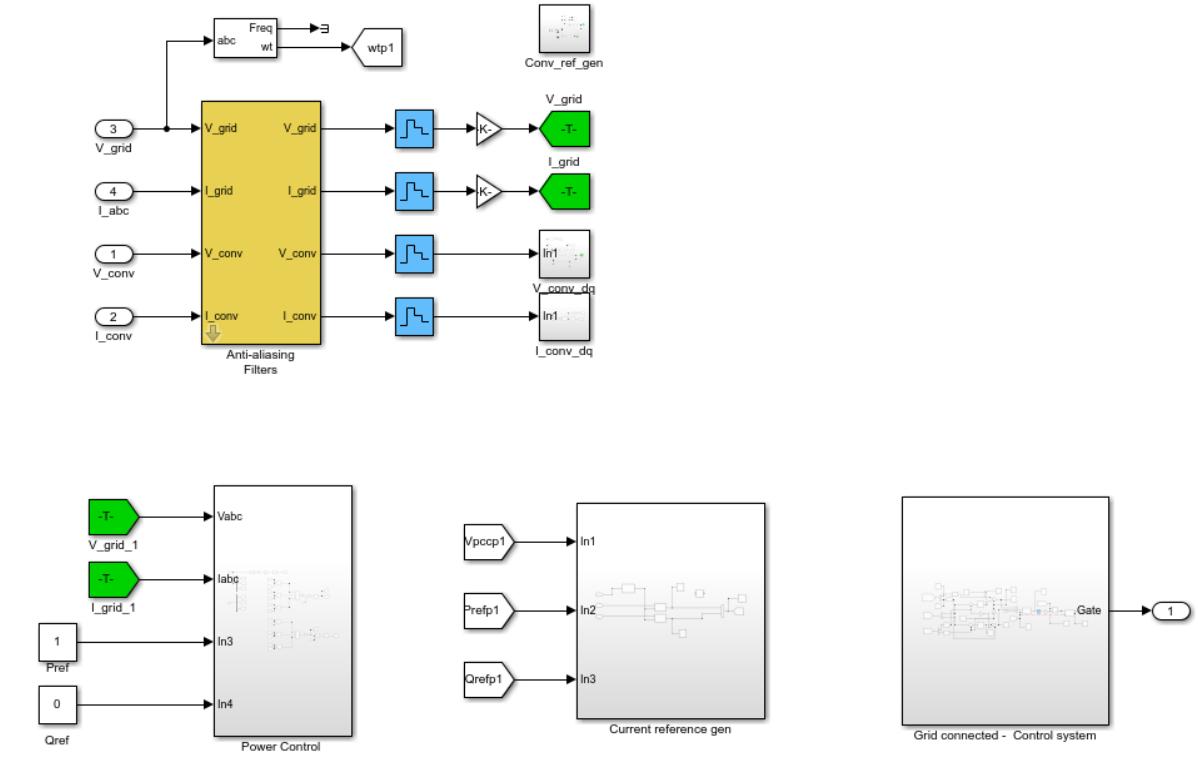 abc
Freq
wt
wtp1
Conv_ref_gen
3
V_grid
V_grid
V_grid
-K-
V_grid
-T-
4
I_abc
I_grid
I_grid
-K-
I_grid
-T-
1
V_conv
V_conv
V_conv
In1
V_conv_dq
2
I_conv
I_conv
I_conv
In1
I_conv_dq
Anti-aliasing
Filters
-T-
V_grid_1
Vabc
-T-
I_grid_1
Iabc
1
Pref
In3
0
Qref
In4
Power Control
Vpccp1
In1
Prefp1
In2
Qrefp1
In3
Current reference gen
Gate
1
Grid connected - Control system